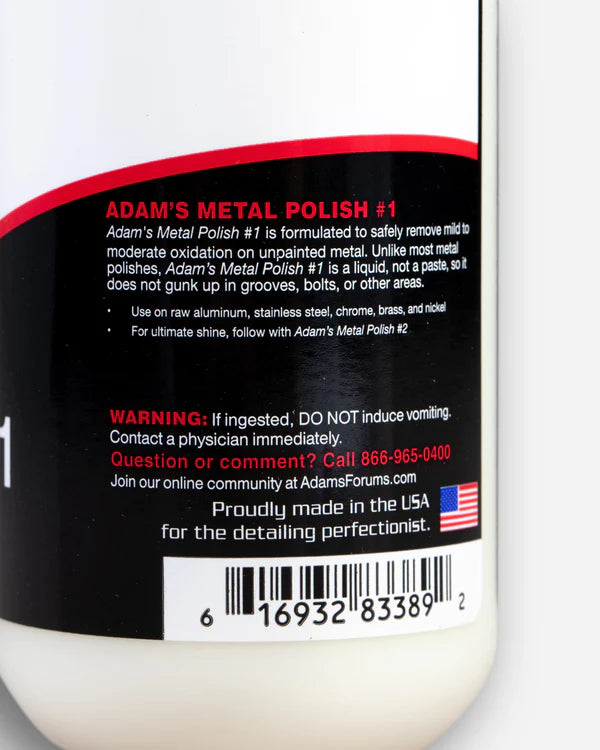 ADAM'S METAL POLISH #1
Adam's Metal Polish #1 is formulated to safely remove mild to
moderate oxidation on unpainted metal. Unlike most metal
polishes, Adam's Metal Polish #1 is a liquid, not a paste, so it
does not gunk up in grooves, bolts, or other areas.
• Use on raw aluminum, stainless steel, chrome, brass, and nickel
• For ultimate shine, follow with Adam's Metal Polish #2
1
WARNING: If ingested, DO NOT induce vomiting.
Contact a physician immediately.
Question or comment? Call 866-965-0400
Join our online community at AdamsForums.com
Proudly made in the USA
for the detailing perfectionist.
6 16932 83389 2